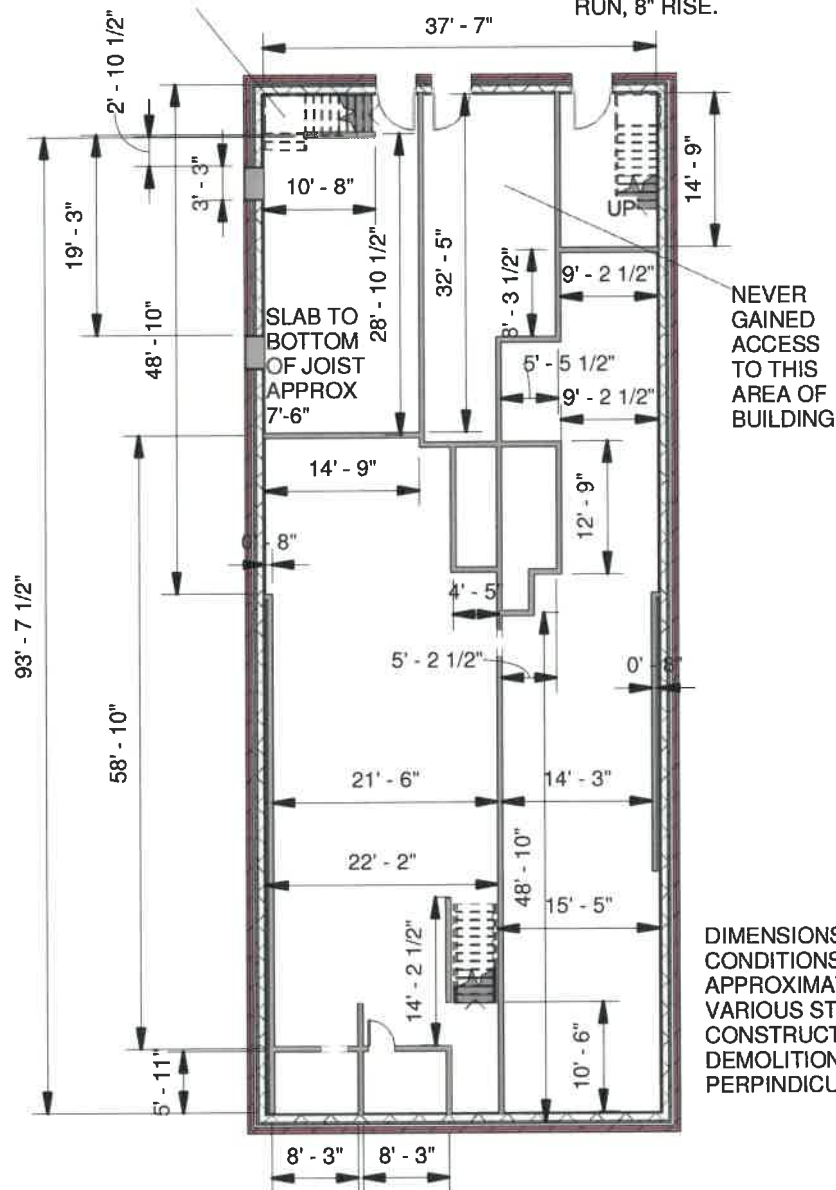 RUN, 8" RISE.
37' - 7"
2' - 10 1/2"
3' - 3"
10' - 8"
14' - 9"
UP
19' - 3"
48' - 10"
28' - 10 1/2"
32' - 5"
8' - 3 1/2"
9' - 2 1/2"
SLAB TO
BOTTOM
OF JOIST
APPROX
7'-6"
NEVER
GAINED
ACCESS
TO THIS
AREA OF
BUILDING
5' - 5 1/2"
9' - 2 1/2"
14' - 9"
12' - 9"
- 8"
4' - 5"
93' - 7 1/2"
5' - 2 1/2"
0' - 8"
58' - 10"
21' - 6"
14' - 3"
22' - 2"
48' - 10"
15' - 5"
14' - 2 1/2"
10' - 6"
DIMENSIONS
CONDITIONS
APPROXIMAT
VARIOUS ST
CONSTRUCT
DEMOLITION
PERPINDICU
- 11"
8' - 3"
8' - 3"